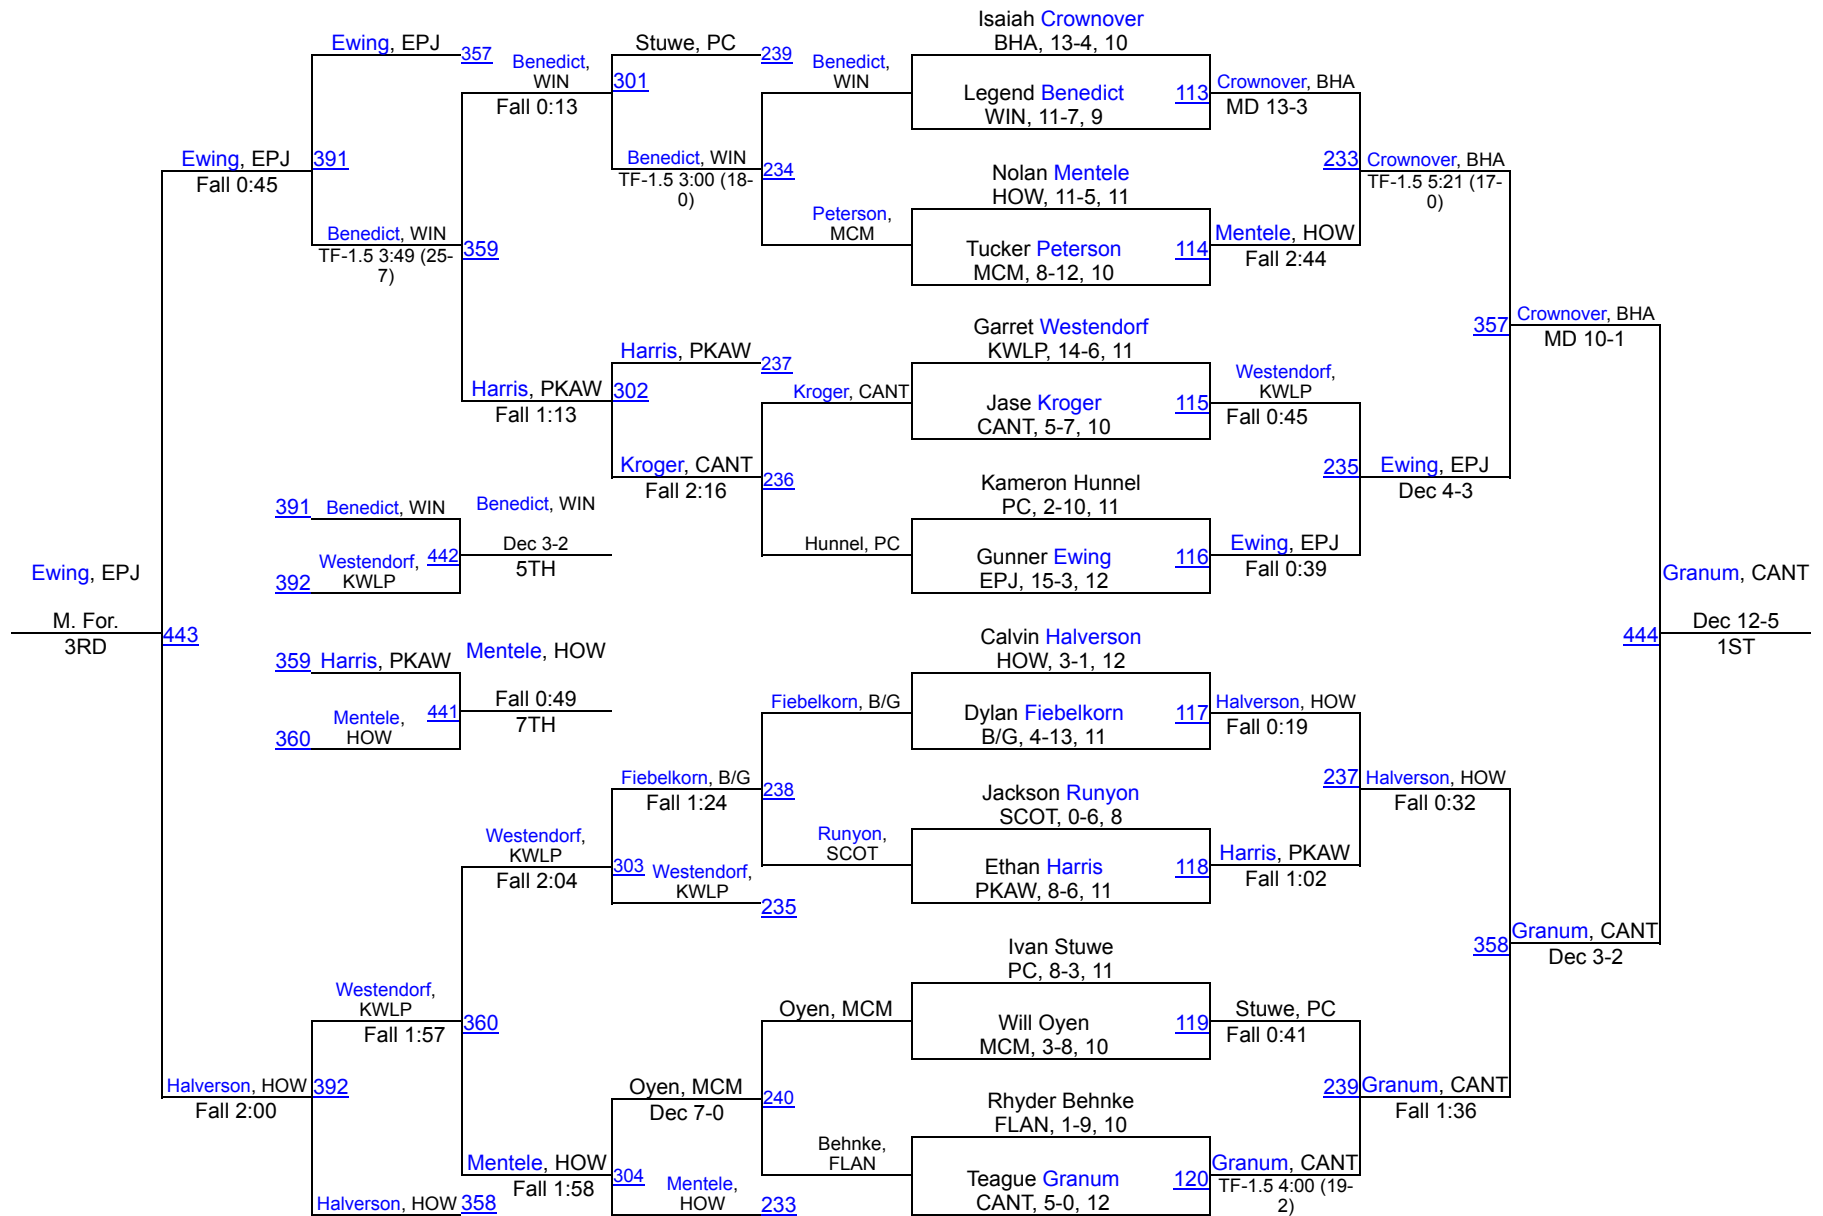 Isaiah Crownover
BHA, 13-4, 10
Legend Benedict
WIN, 11-7, 9
113
Nolan Mentele
HOW, 11-5, 11
Tucker Peterson
MCM, 8-12, 10
114
Garret Westendorf
KWLP, 14-6, 11
Jase Kroger
CANT, 5-7, 10
115
Kameron Hunnel
PC, 2-10, 11
Gunner Ewing
EPJ, 15-3, 12
116
Calvin Halverson
HOW, 3-1, 12
Dylan Fiebelkorn
B/G, 4-13, 11
117
Jackson Runyon
SCOT, 0-6, 8
Ethan Harris
PKAW, 8-6, 11
118
Ivan Stuwe
PC, 8-3, 11
Will Oyen
MCM, 3-8, 10
119
Rhyder Behnke
FLAN, 1-9, 10
Teague Granum
CANT, 5-0, 12
120
Crownover, BHA
MD 13-3
Mentele, HOW
Fall 2:44
Westendorf,
KWLP
Fall 0:45
Ewing, EPJ
Fall 0:39
Halverson, HOW
Fall 0:19
Harris, PKAW
Fall 1:02
Stuwe, PC
Fall 0:41
Granum, CANT
TF-1.5 4:00 (19-
2)
233
Crownover, BHA
TF-1.5 5:21 (17-
0)
235
Ewing, EPJ
Dec 4-3
237
Halverson, HOW
Fall 0:32
239
Granum, CANT
Fall 1:36
357
Crownover, BHA
MD 10-1
358
Granum, CANT
Dec 3-2
444
Granum, CANT
Dec 12-5
1ST
Benedict,
WIN
Peterson,
MCM
Kroger, CANT
Hunnel, PC
Fiebelkorn, B/G
Runyon,
SCOT
Oyen, MCM
Behnke,
FLAN
Stuwe, PC
239
Benedict, WIN
TF-1.5 3:00 (18-
0)
234
Harris, PKAW
237
Kroger, CANT
Fall 2:16
236
Fiebelkorn, B/G
Fall 1:24
238
Westendorf,
KWLP
235
Oyen, MCM
Dec 7-0
240
Mentele,
HOW
233
Benedict,
WIN
Fall 0:13
301
Harris, PKAW
Fall 1:13
302
Westendorf,
KWLP
Fall 2:04
303
Mentele, HOW
Fall 1:58
304
Ewing, EPJ
357
Benedict, WIN
TF-1.5 3:49 (25-
7)
359
Westendorf,
KWLP
Fall 1:57
360
Halverson, HOW
358
Ewing, EPJ
Fall 0:45
391
Halverson, HOW
Fall 2:00
392
Ewing, EPJ
M. For.
3RD
443
391
Benedict, WIN
392
Westendorf,
KWLP
442
Benedict, WIN
Dec 3-2
5TH
359
Harris, PKAW
360
Mentele,
HOW
441
Mentele, HOW
Fall 0:49
7TH